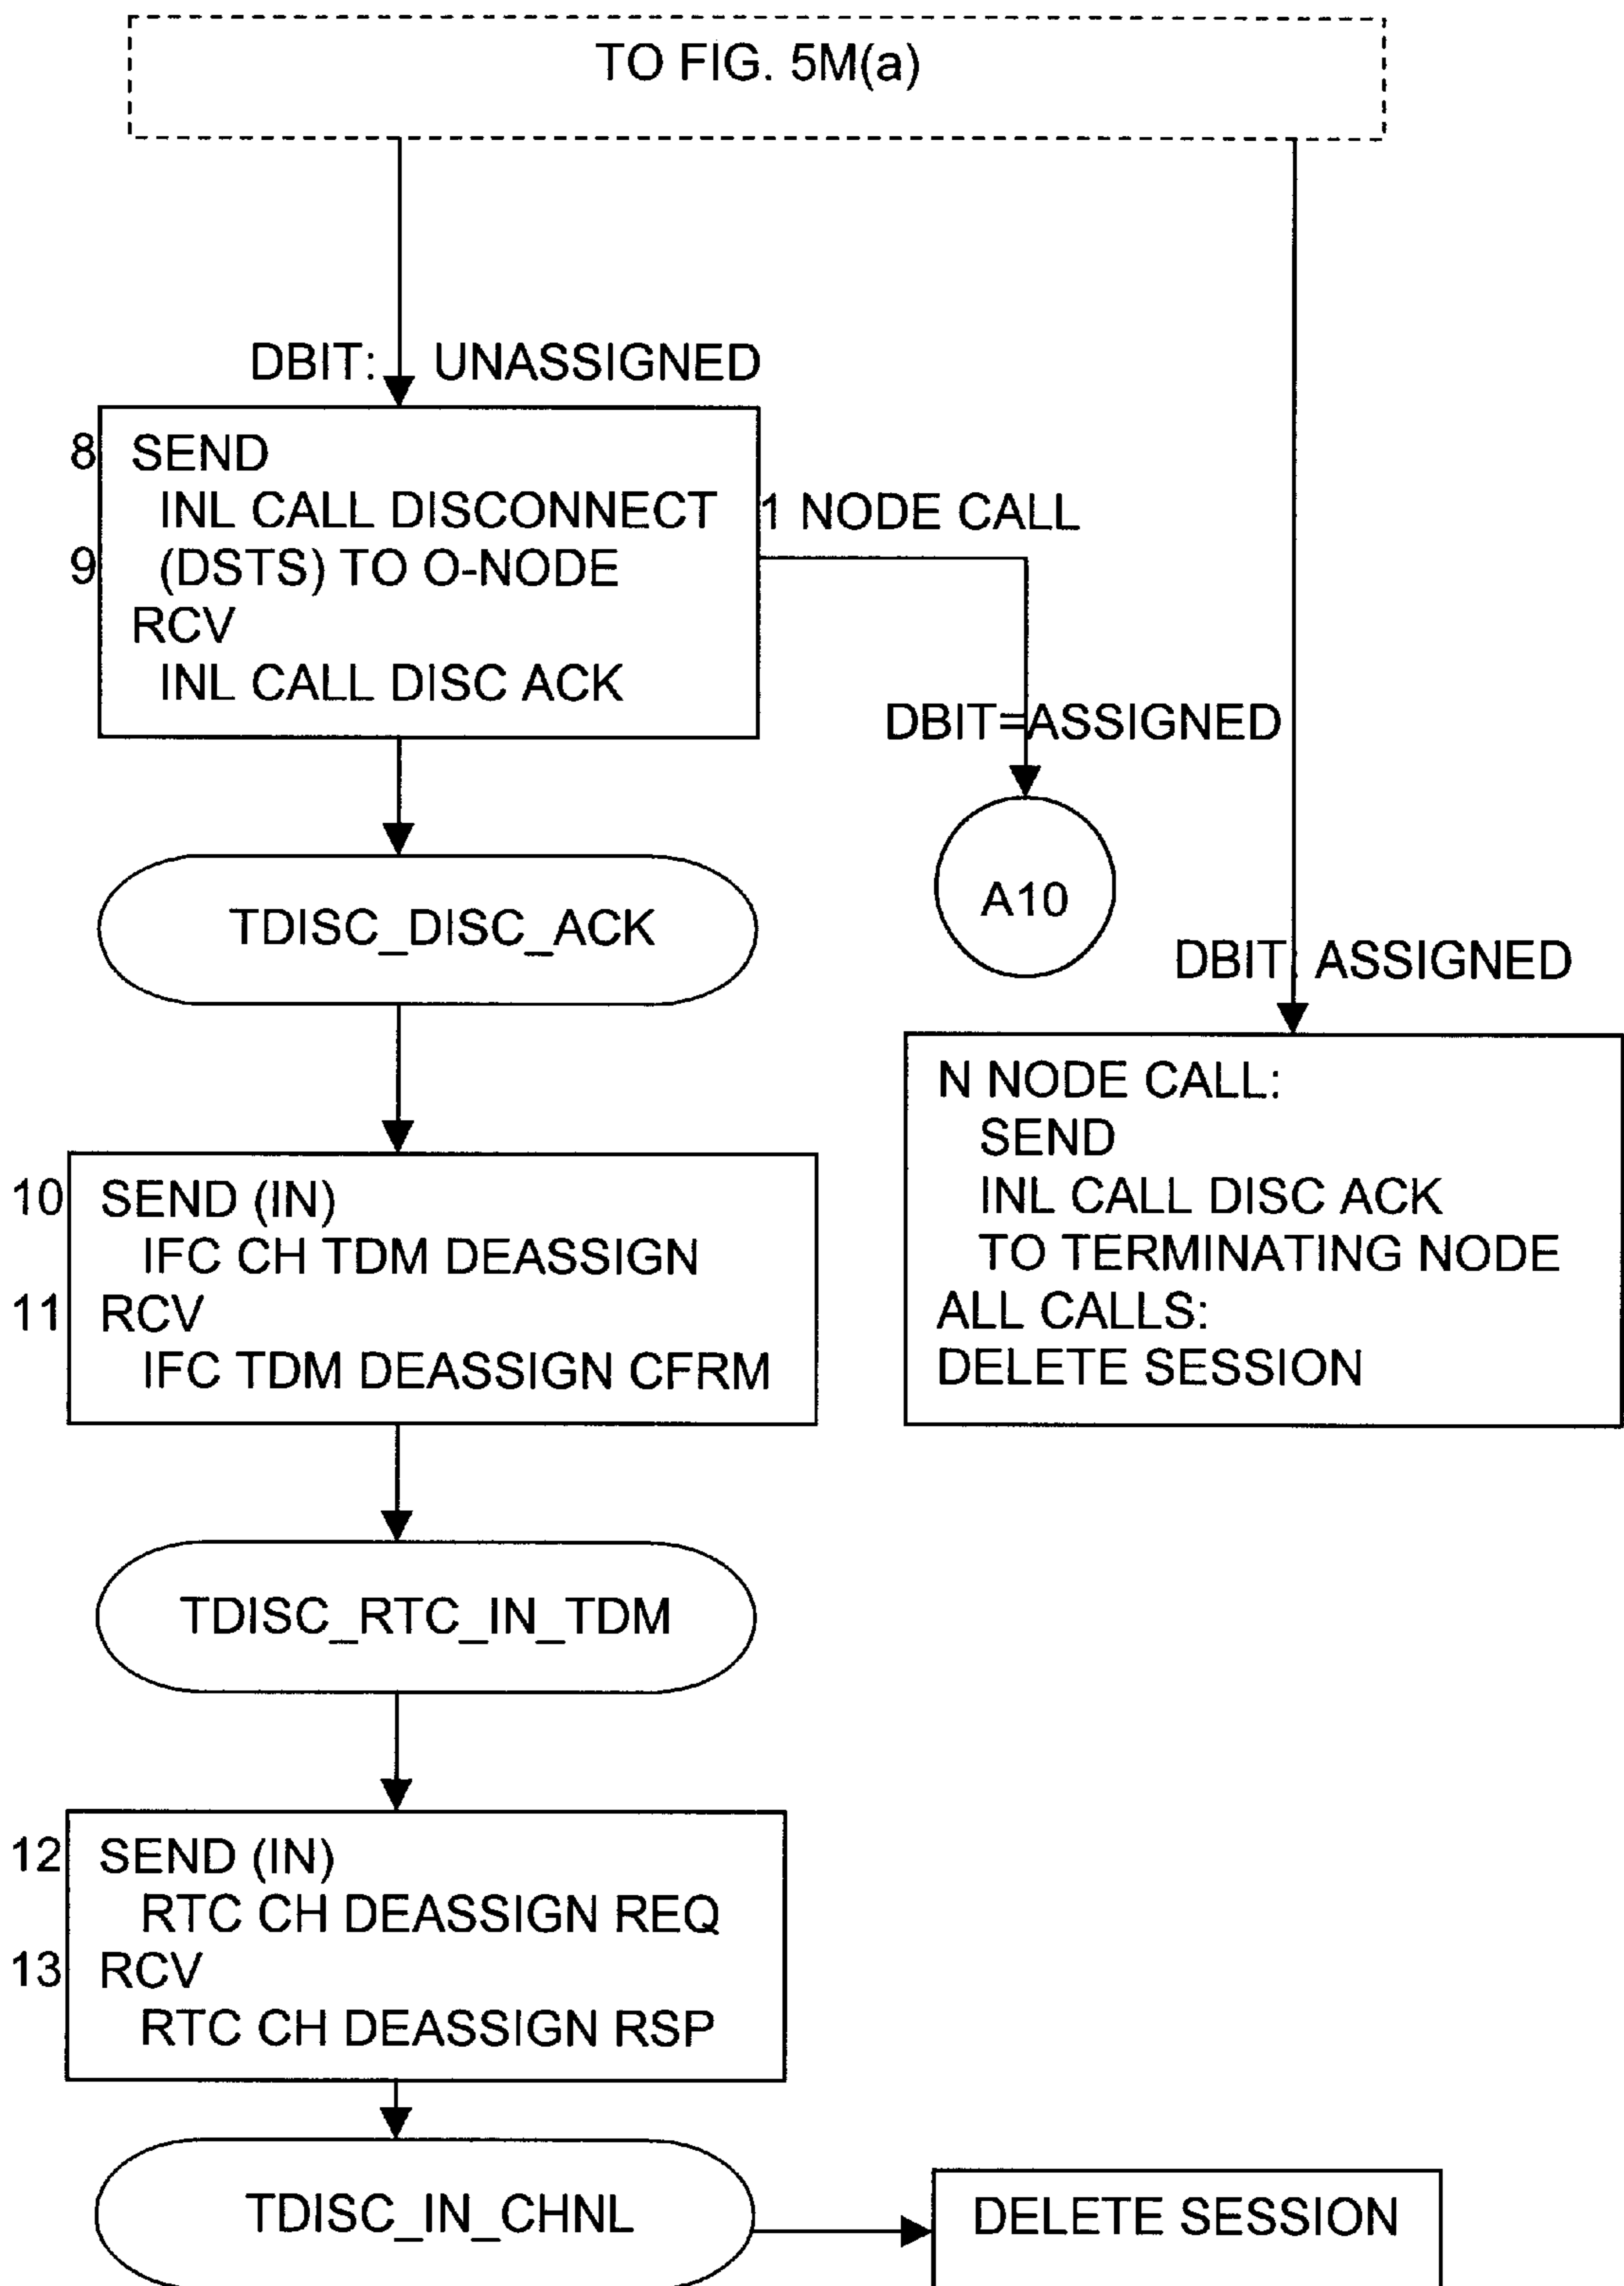 TO FIG. 5M(a)
DBIT: UNASSIGNED
8 SEND
INL CALL DISCONNECT
9 (DSTS) TO O-NODE
RCV
INL CALL DISC ACK
1 NODE CALL
DBIT=ASSIGNED
A10
TDISC_DISC_ACK
DBIT ASSIGNED
N NODE CALL:
SEND
INL CALL DISC ACK
TO TERMINATING NODE
ALL CALLS:
DELETE SESSION
10 SEND (IN)
IFC CH TDM DEASSIGN
11 RCV
IFC TDM DEASSIGN CFRM
TDISC_RTC_IN_TDM
12 SEND (IN)
RTC CH DEASSIGN REQ
13 RCV
RTC CH DEASSIGN RSP
TDISC_IN_CHNL
DELETE SESSION